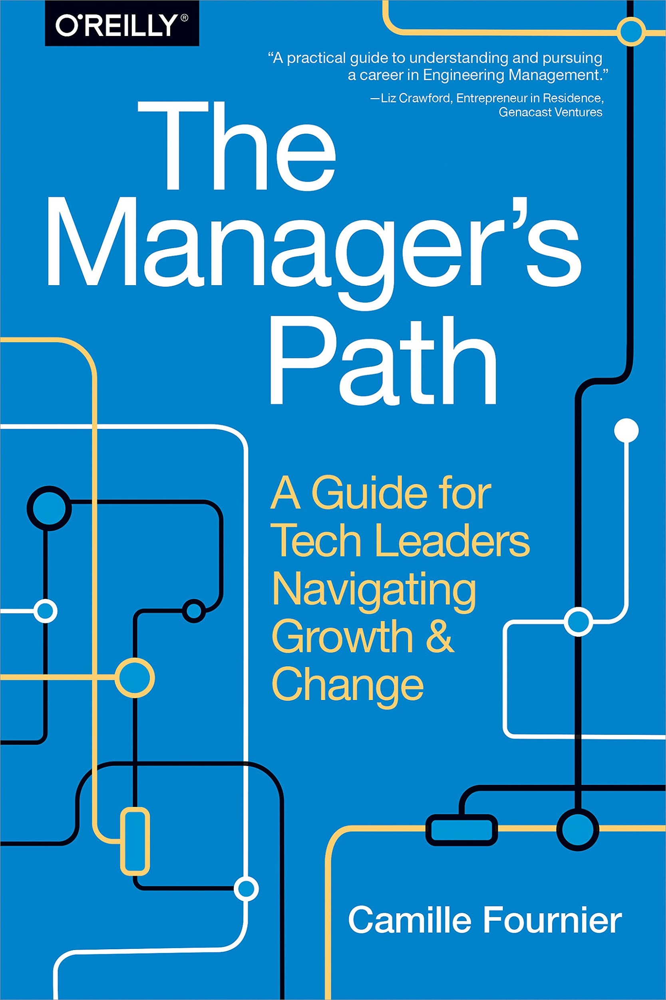 O'REILLY®
“A practical guide to understanding and pursuing
a career in Engineering Management.”
—Liz Crawford, Entrepreneur in Residence,
Genacast Ventures
The
Manager’s
Path
A Guide for
Tech Leaders
Navigating
Growth &
Change
Camille Fournier